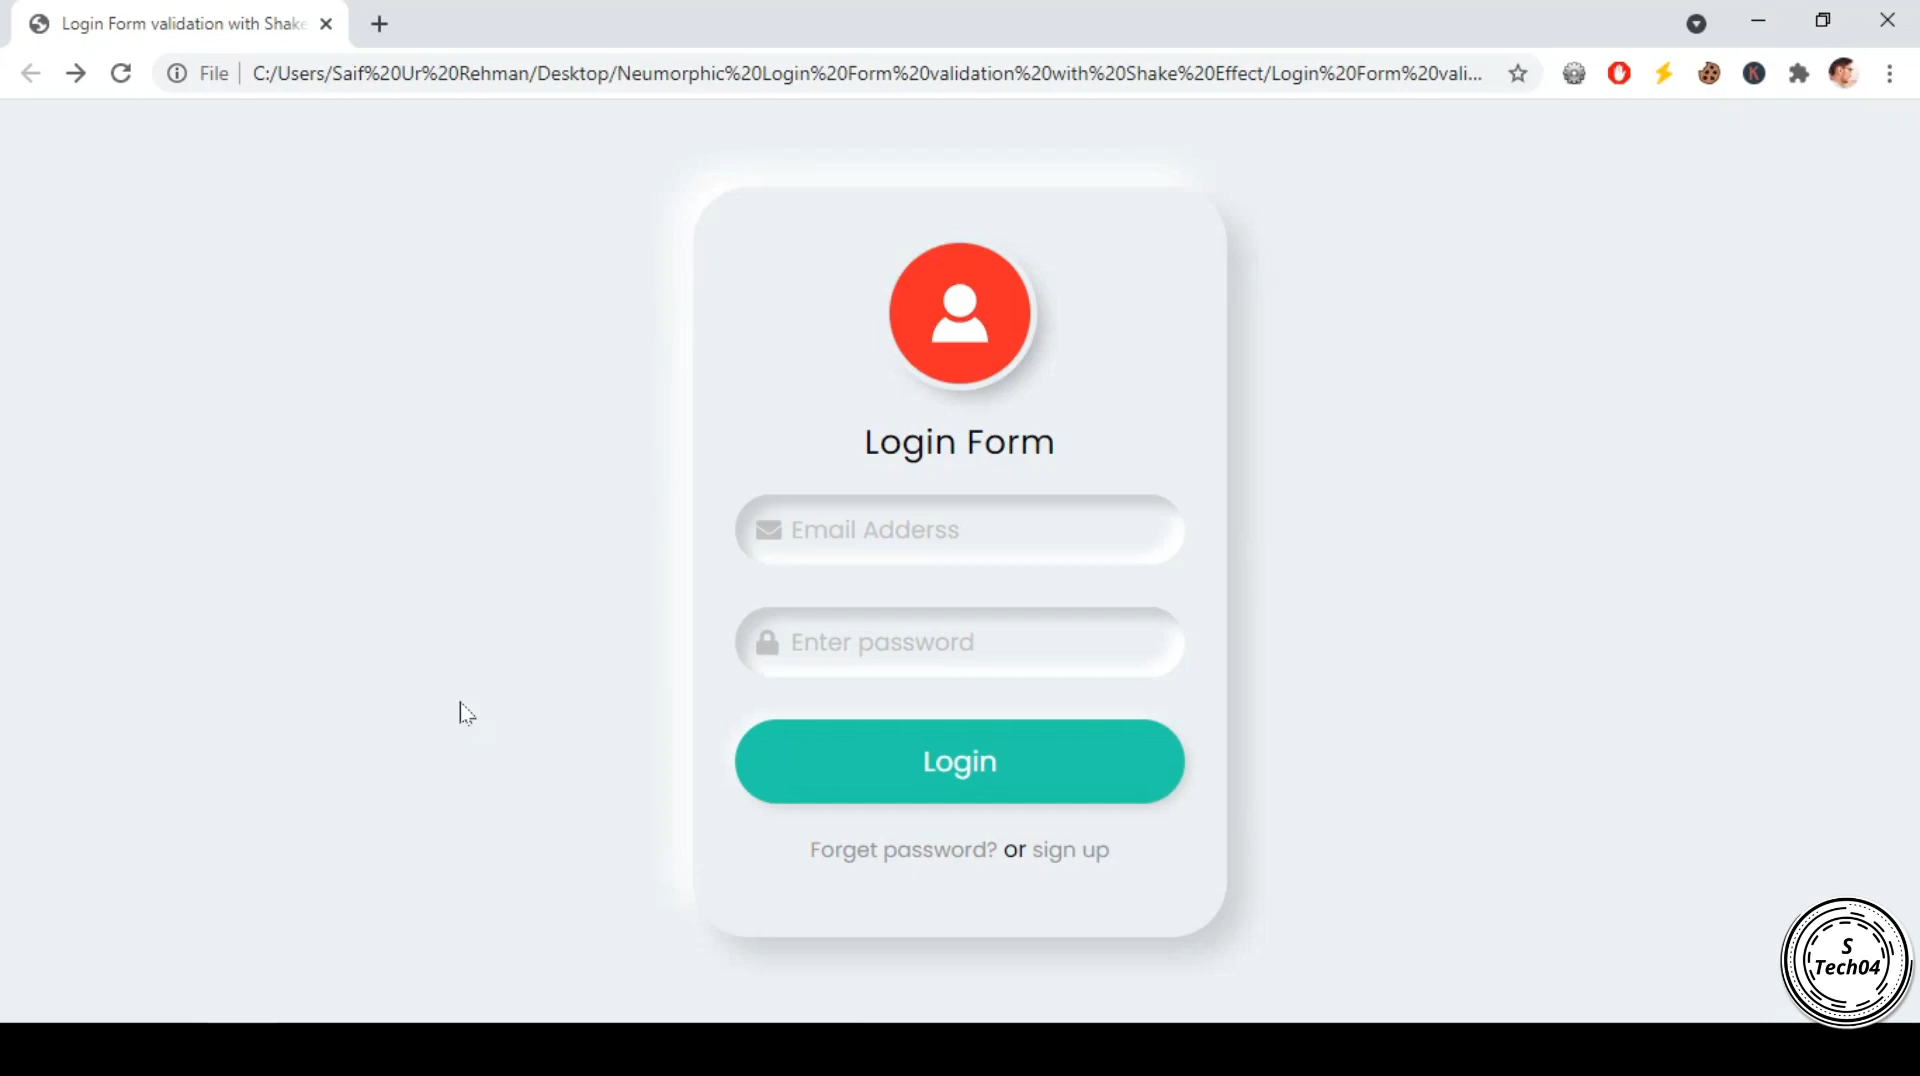 Login Form validation with Shake
File
C:/Users/Saif%20Ur%20Rehman/Desktop/Neumorphic%20Login%20Form%20validation%20with%20Shake%20Effect/Login%20Form%20vali...
K
Login Form
Email Adderss
Enter password
Login
Forget password? or sign up
S
Tech04